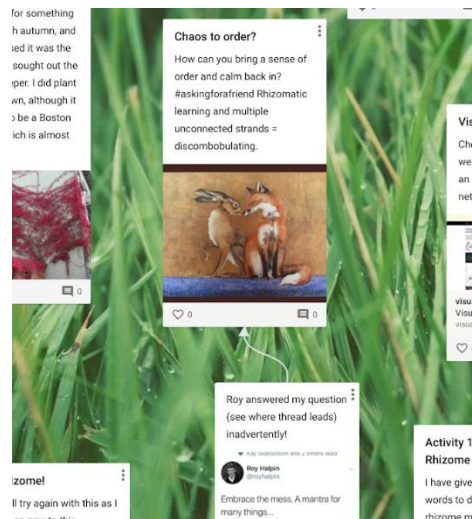 for something
h autumn, and
sed it was the
sought out the
eper. I did plant
wn, although it
o be a Boston
ich is almost
0
Chaos to order?
How can you bring a sense of
order and calm back in?
#askingforafriend Rhizomatic
learning and multiple
unconnected strands =
discombobulating.
0
0
Vis
Che
we
an
net
visu
Visu
visua
Roy answered my question
(see where thread leads)
inadvertently!
Roy Halpin
@royhalpin
Embrace the mess. A mantra for
many things...
izome!
ll try again with this as I
Activity 1
Rhizome
I have give
words to d
rhizome m